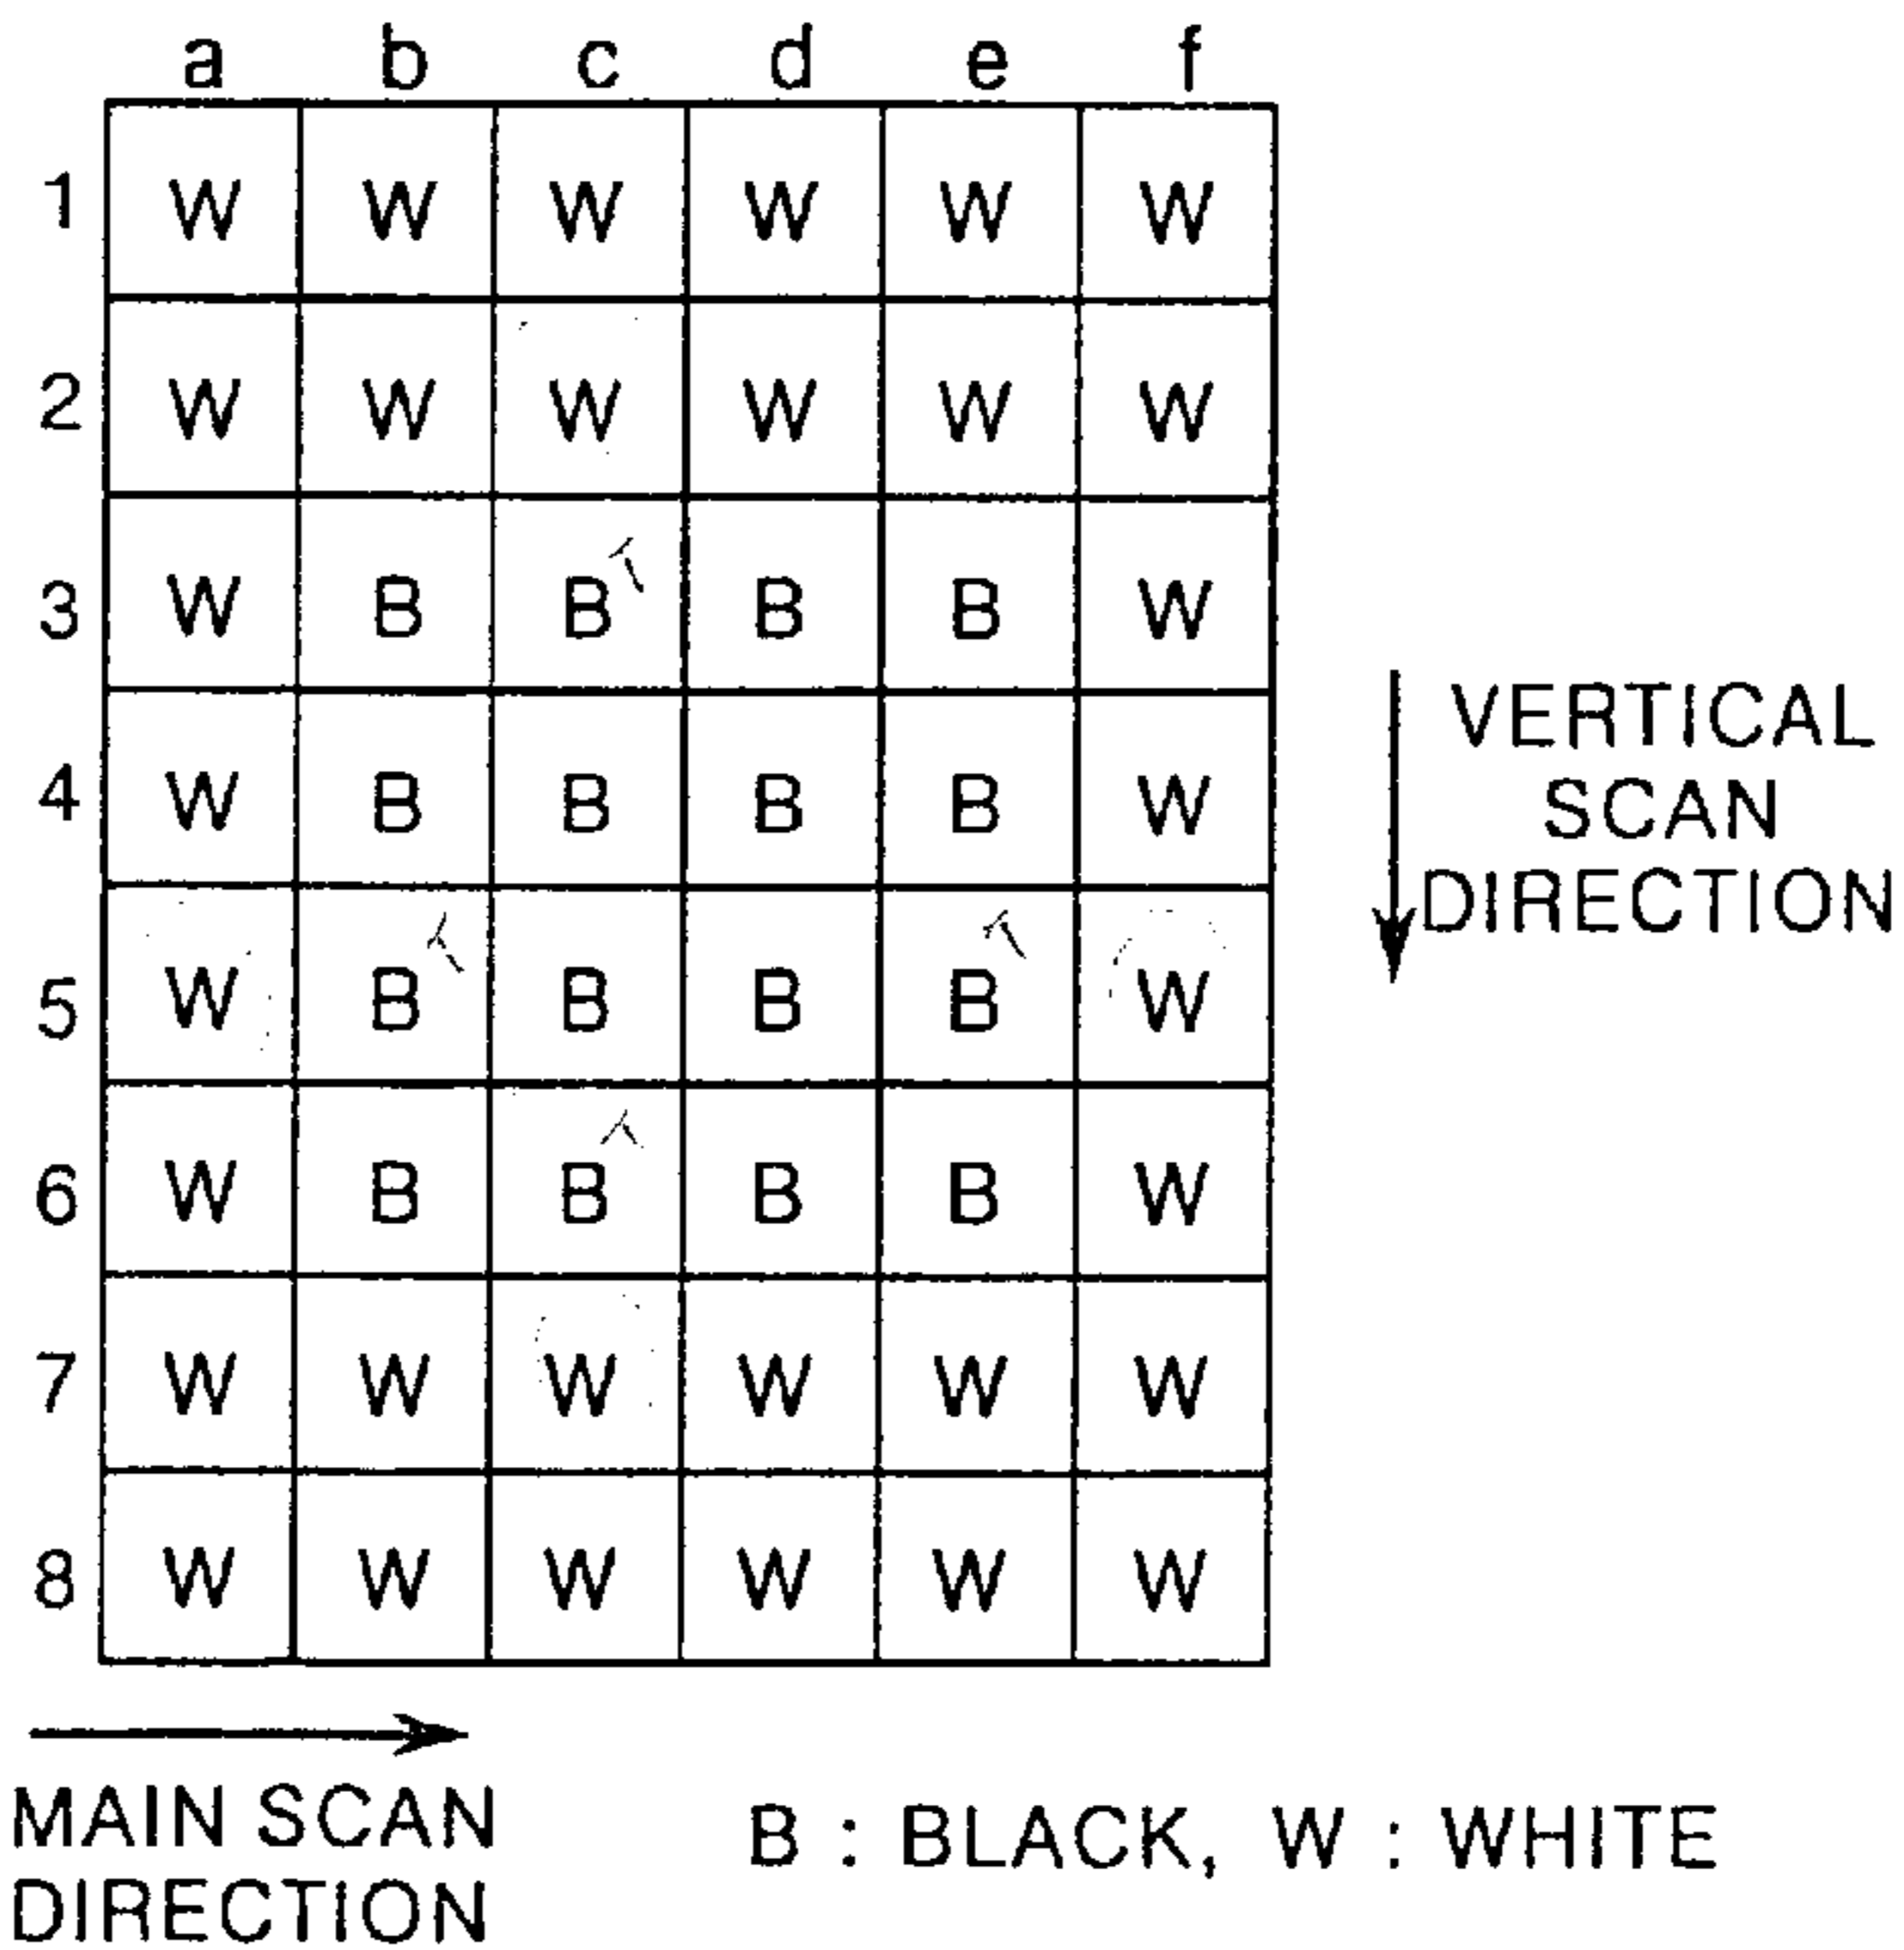 a b c d e f
1 W W W W W W
2 W W W W W W
3 W B B B B W
4 W B B B B W
5 W B B B B W
6 W B B B B W
7 W W W W W W
8 W W W W W W
VERTICAL
SCAN
DIRECTION
MAIN SCAN
DIRECTION
B : BLACK, W : WHITE